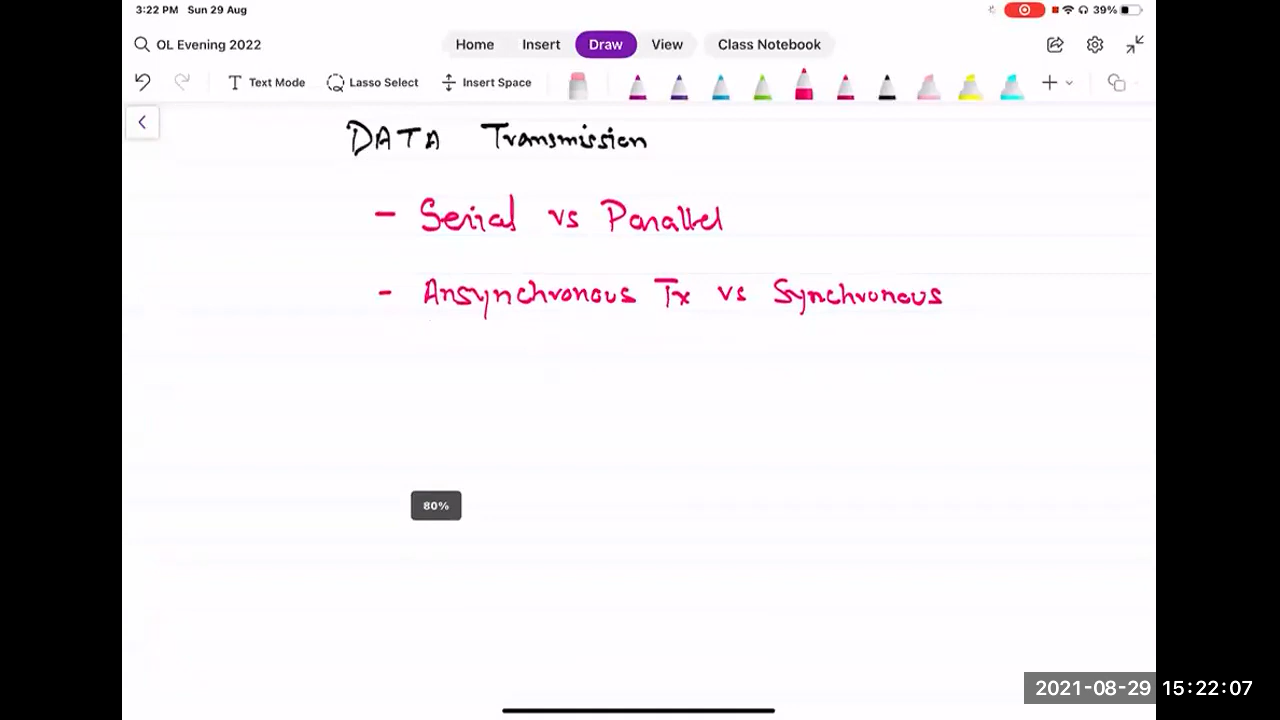 3:22 PM Sun 29 Aug 39%
OL Evening 2022 Home Insert Draw View Class Notebook
Text Mode Lasso Select Insert Space
DATA Transmission
- Serial vs Parallel
- Ansynchronous Tx vs Synchronous
80%
2021-08-29 15:22:07